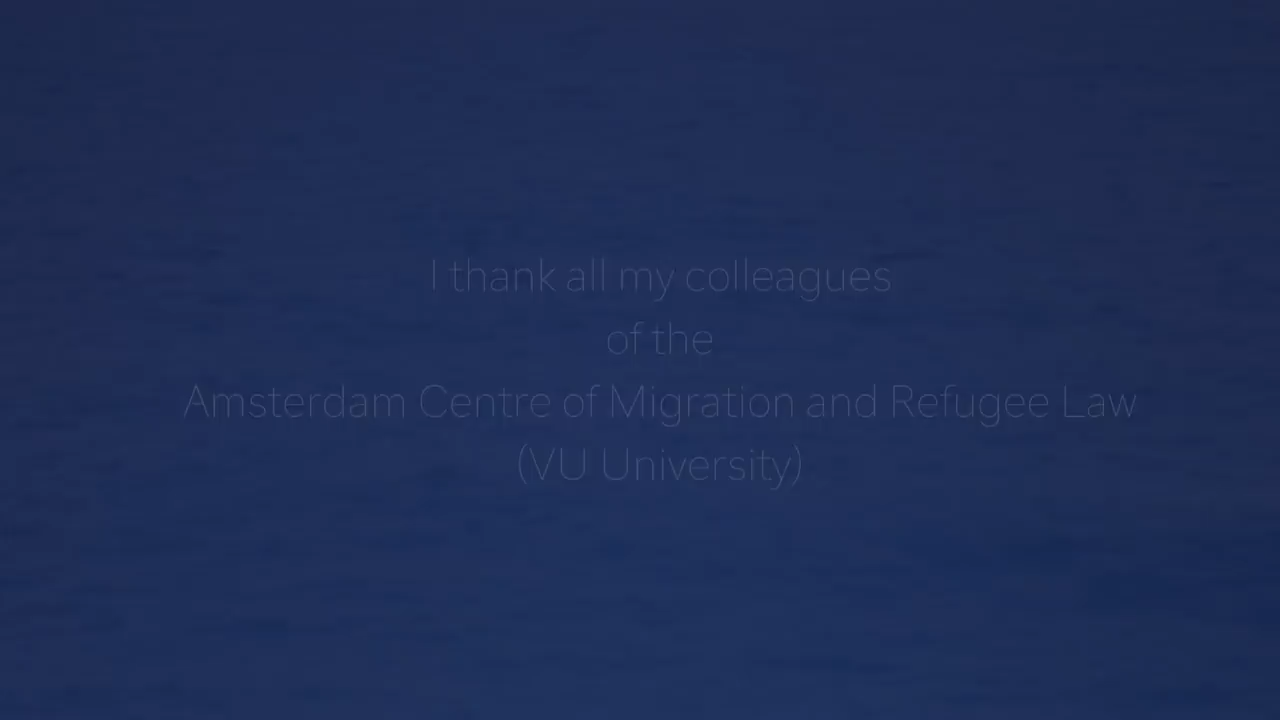 I thank all my colleagues
of the
Amsterdam Centre of Migration and Refugee Law
(VU University)